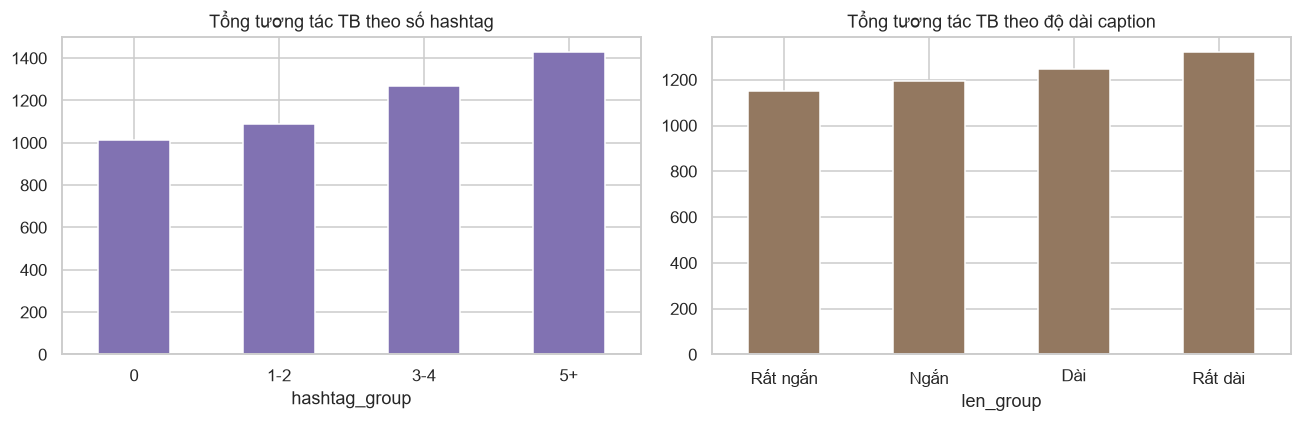 Tổng tương tác TB theo số hashtag
1400
1200
1000
800
600
400
200
0
0 1-2 3-4 5+
hashtag_group
Tổng tương tác TB theo độ dài caption
1200
1000
800
600
400
200
0
Rất ngắn Ngắn Dài Rất dài
len_group